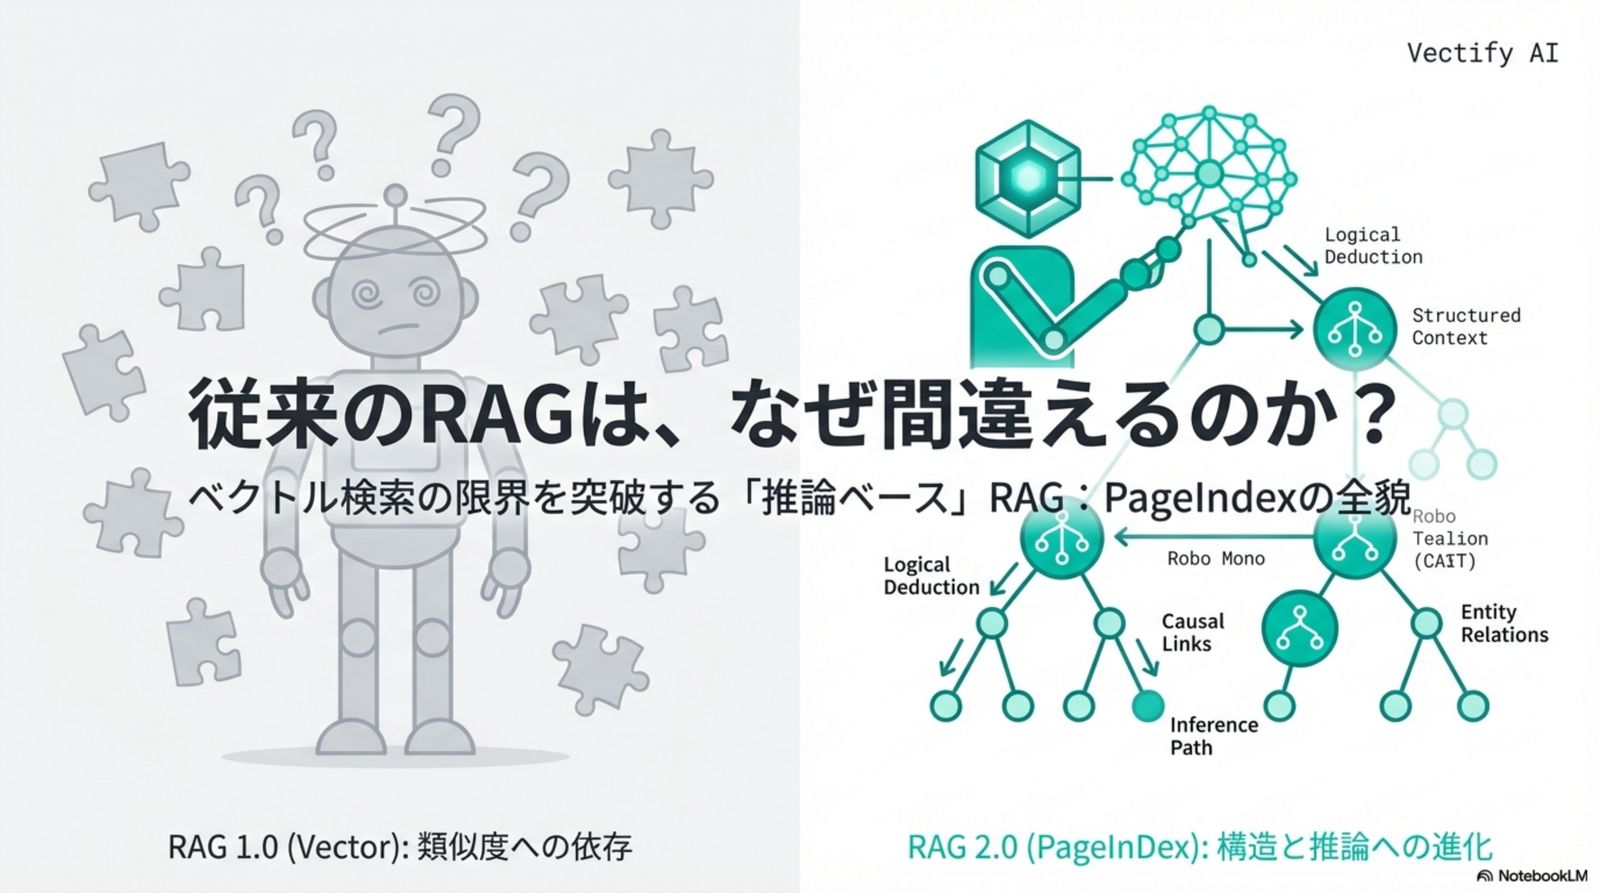 Vectify AI
Logical
Deduction
Structured
Context
従来のRAGは、なぜ間違えるのか？
ベクトル検索の限界を突破する「推論ベース」RAG：PageIndexの全貌
Robo
Tealion
(CAIT)
Robo Mono
Logical
Deduction
Causal
Links
Entity
Relations
Inference
Path
RAG 1.0 (Vector): 類似度への依存
RAG 2.0 (PageInDex): 構造と推論への進化
NotebookLM